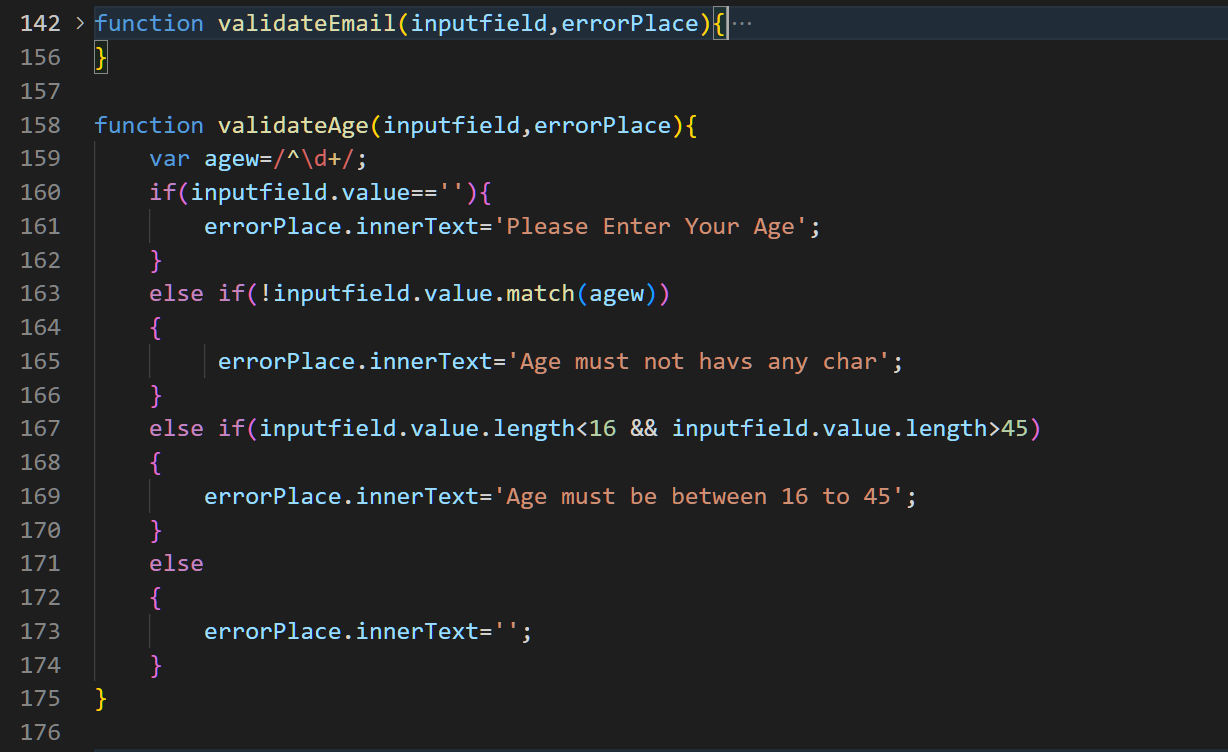 142 > function validateEmail(inputfield,errorPlace){ ···
156 }
157
158 function validateAge(inputfield,errorPlace){
159     var agew=/^\d+/;
160     if(inputfield.value==''){
161         errorPlace.innerText='Please Enter Your Age';
162     }
163     else if(!inputfield.value.match(agew))
164     {
165          errorPlace.innerText='Age must not havs any char';
166     }
167     else if(inputfield.value.length<16 && inputfield.value.length>45)
168     {
169         errorPlace.innerText='Age must be between 16 to 45';
170     }
171     else
172     {
173         errorPlace.innerText='';
174     }
175 }
176